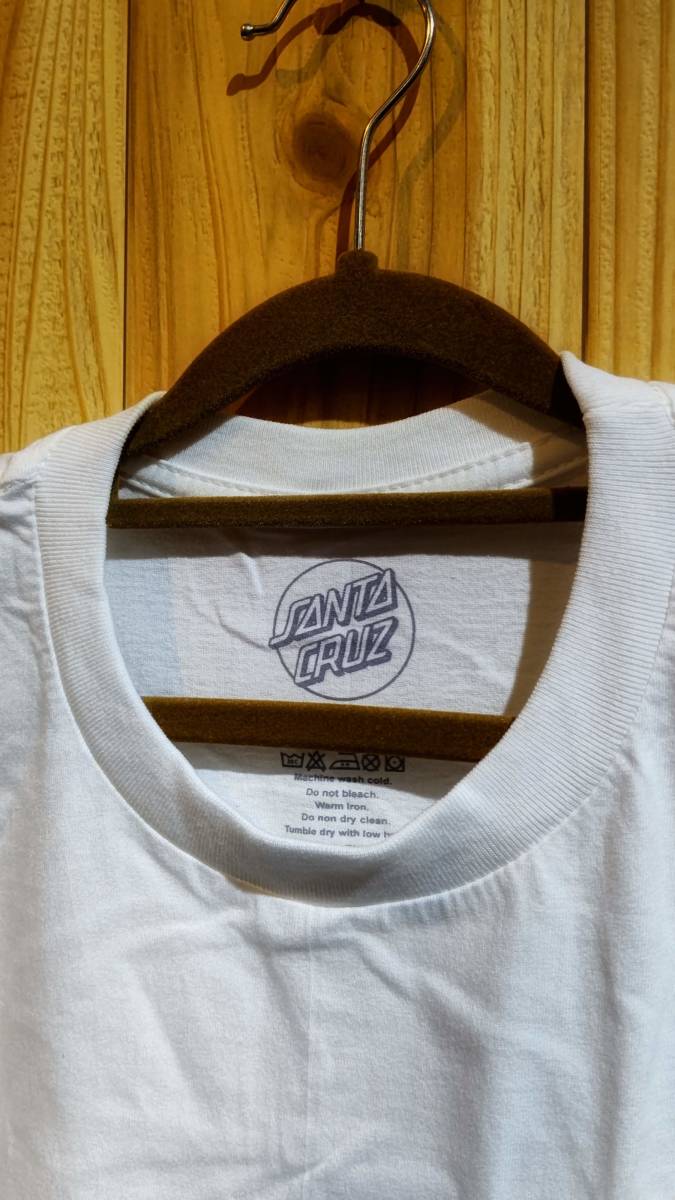 SANTA
CRUZ
Machine wash cold.
Do not bleach.
Warm Iron.
Do non dry clean.
Tumble dry with low